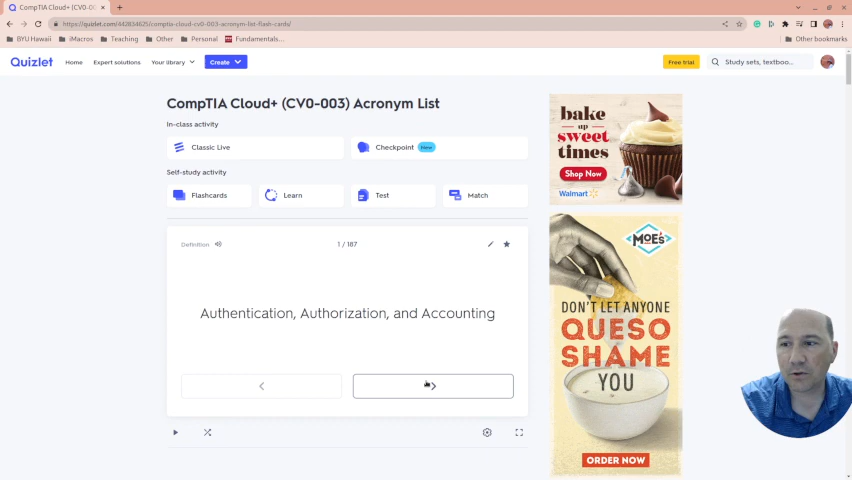 CompTIA Cloud+ (CV0-003) Acronym List
https://quizlet.com/442834625/comptia-cloud-cv0-003-acronym-list-flash-cards/
BYU Hawaii
iMacros
Teaching
Other
Personal
Fundamentals...
Other bookmarks
Quizlet
Home
Expert solutions
Your library
Create
Free trial
Study sets, textboo...
CompTIA Cloud+ (CV0-003) Acronym List
In-class activity
Classic Live
Checkpoint
New
Self-study activity
Flashcards
Learn
Test
Match
Definition
1 / 187
Authentication, Authorization, and Accounting
bake
up
sweet
times
Shop Now
Walmart
MOE'S
DON'T LET ANYONE
QUESO
SHAME
YOU
ORDER NOW